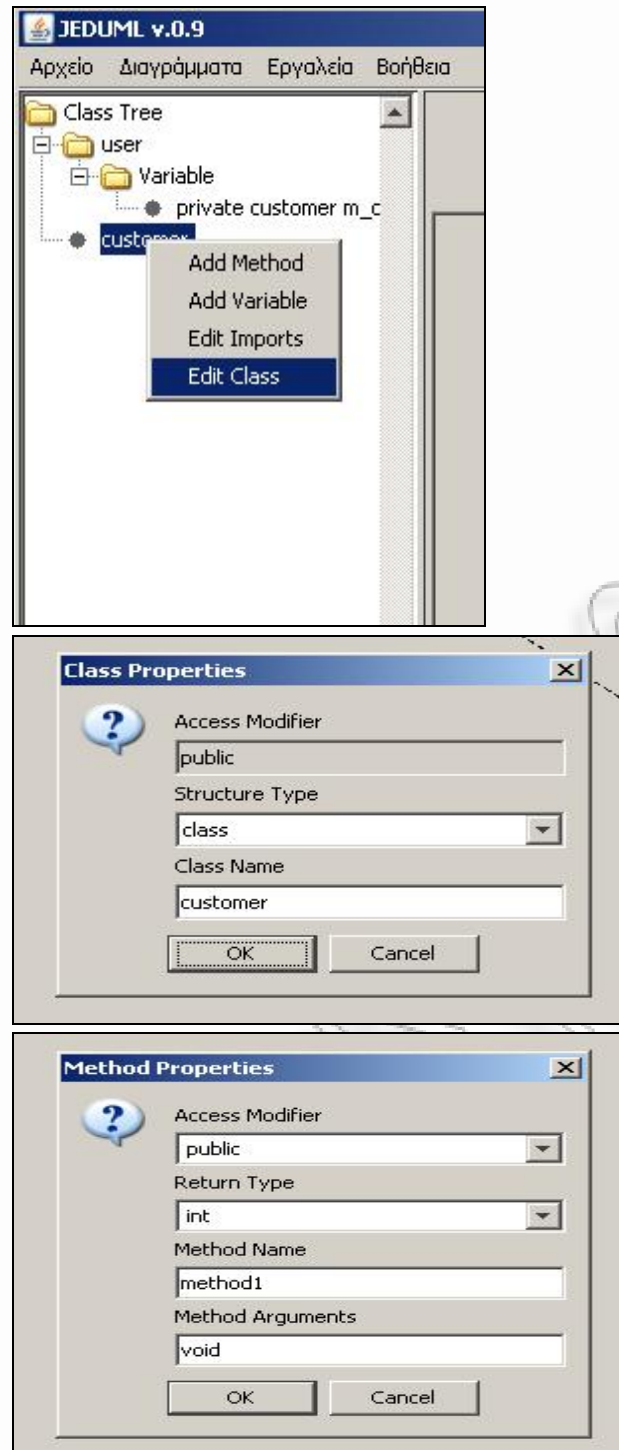 JEDUML v.0.9
Αρχείο Διαγράμματα Εργαλεία Βοήθεια
Class Tree
user
Variable
private customer m_c
customer
Add Method
Add Variable
Edit Imports
Edit Class
Class Properties
Access Modifier
public
Structure Type
class
Class Name
customer
OK Cancel
Method Properties
Access Modifier
public
Return Type
int
Method Name
method1
Method Arguments
void
OK Cancel